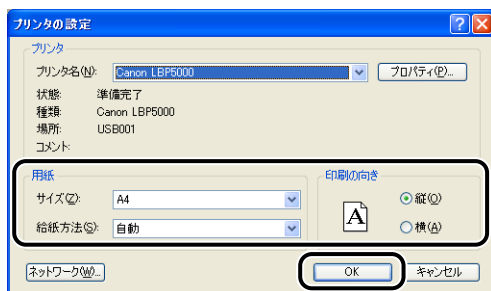 プリンタの設定
プリンタ
プリンタ名(N): Canon LBP5000 プロパティ(P)...
状態: 準備完了
種類: Canon LBP5000
場所: USB001
コメント:
用紙
サイズ(Z): A4
給紙方法(S): 自動
印刷の向き
A
縦(O)
横(A)
ネットワーク(W)... OK キャンセル